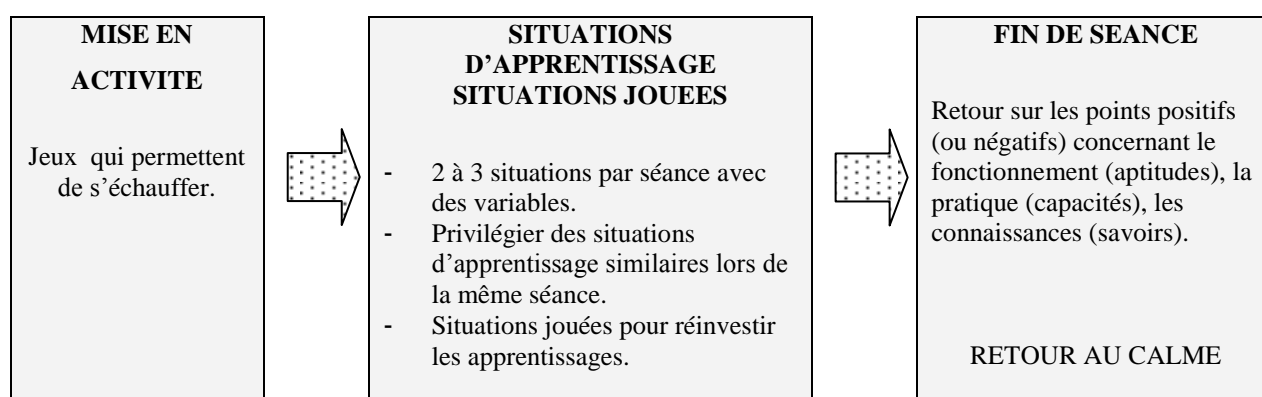 MISE EN
ACTIVITE
Jeux qui permettent
de s'échauffer.
SITUATIONS
D'APPRENTISSAGE
SITUATIONS JOUEES
- 2 à 3 situations par séance avec
des variables.
- Privilégier des situations
d'apprentissage similaires lors de
la même séance.
- Situations jouées pour réinvestir
les apprentissages.
FIN DE SEANCE
Retour sur les points positifs
(ou négatifs) concernant le
fonctionnement (aptitudes), la
pratique (capacités), les
connaissances (savoirs).
RETOUR AU CALME